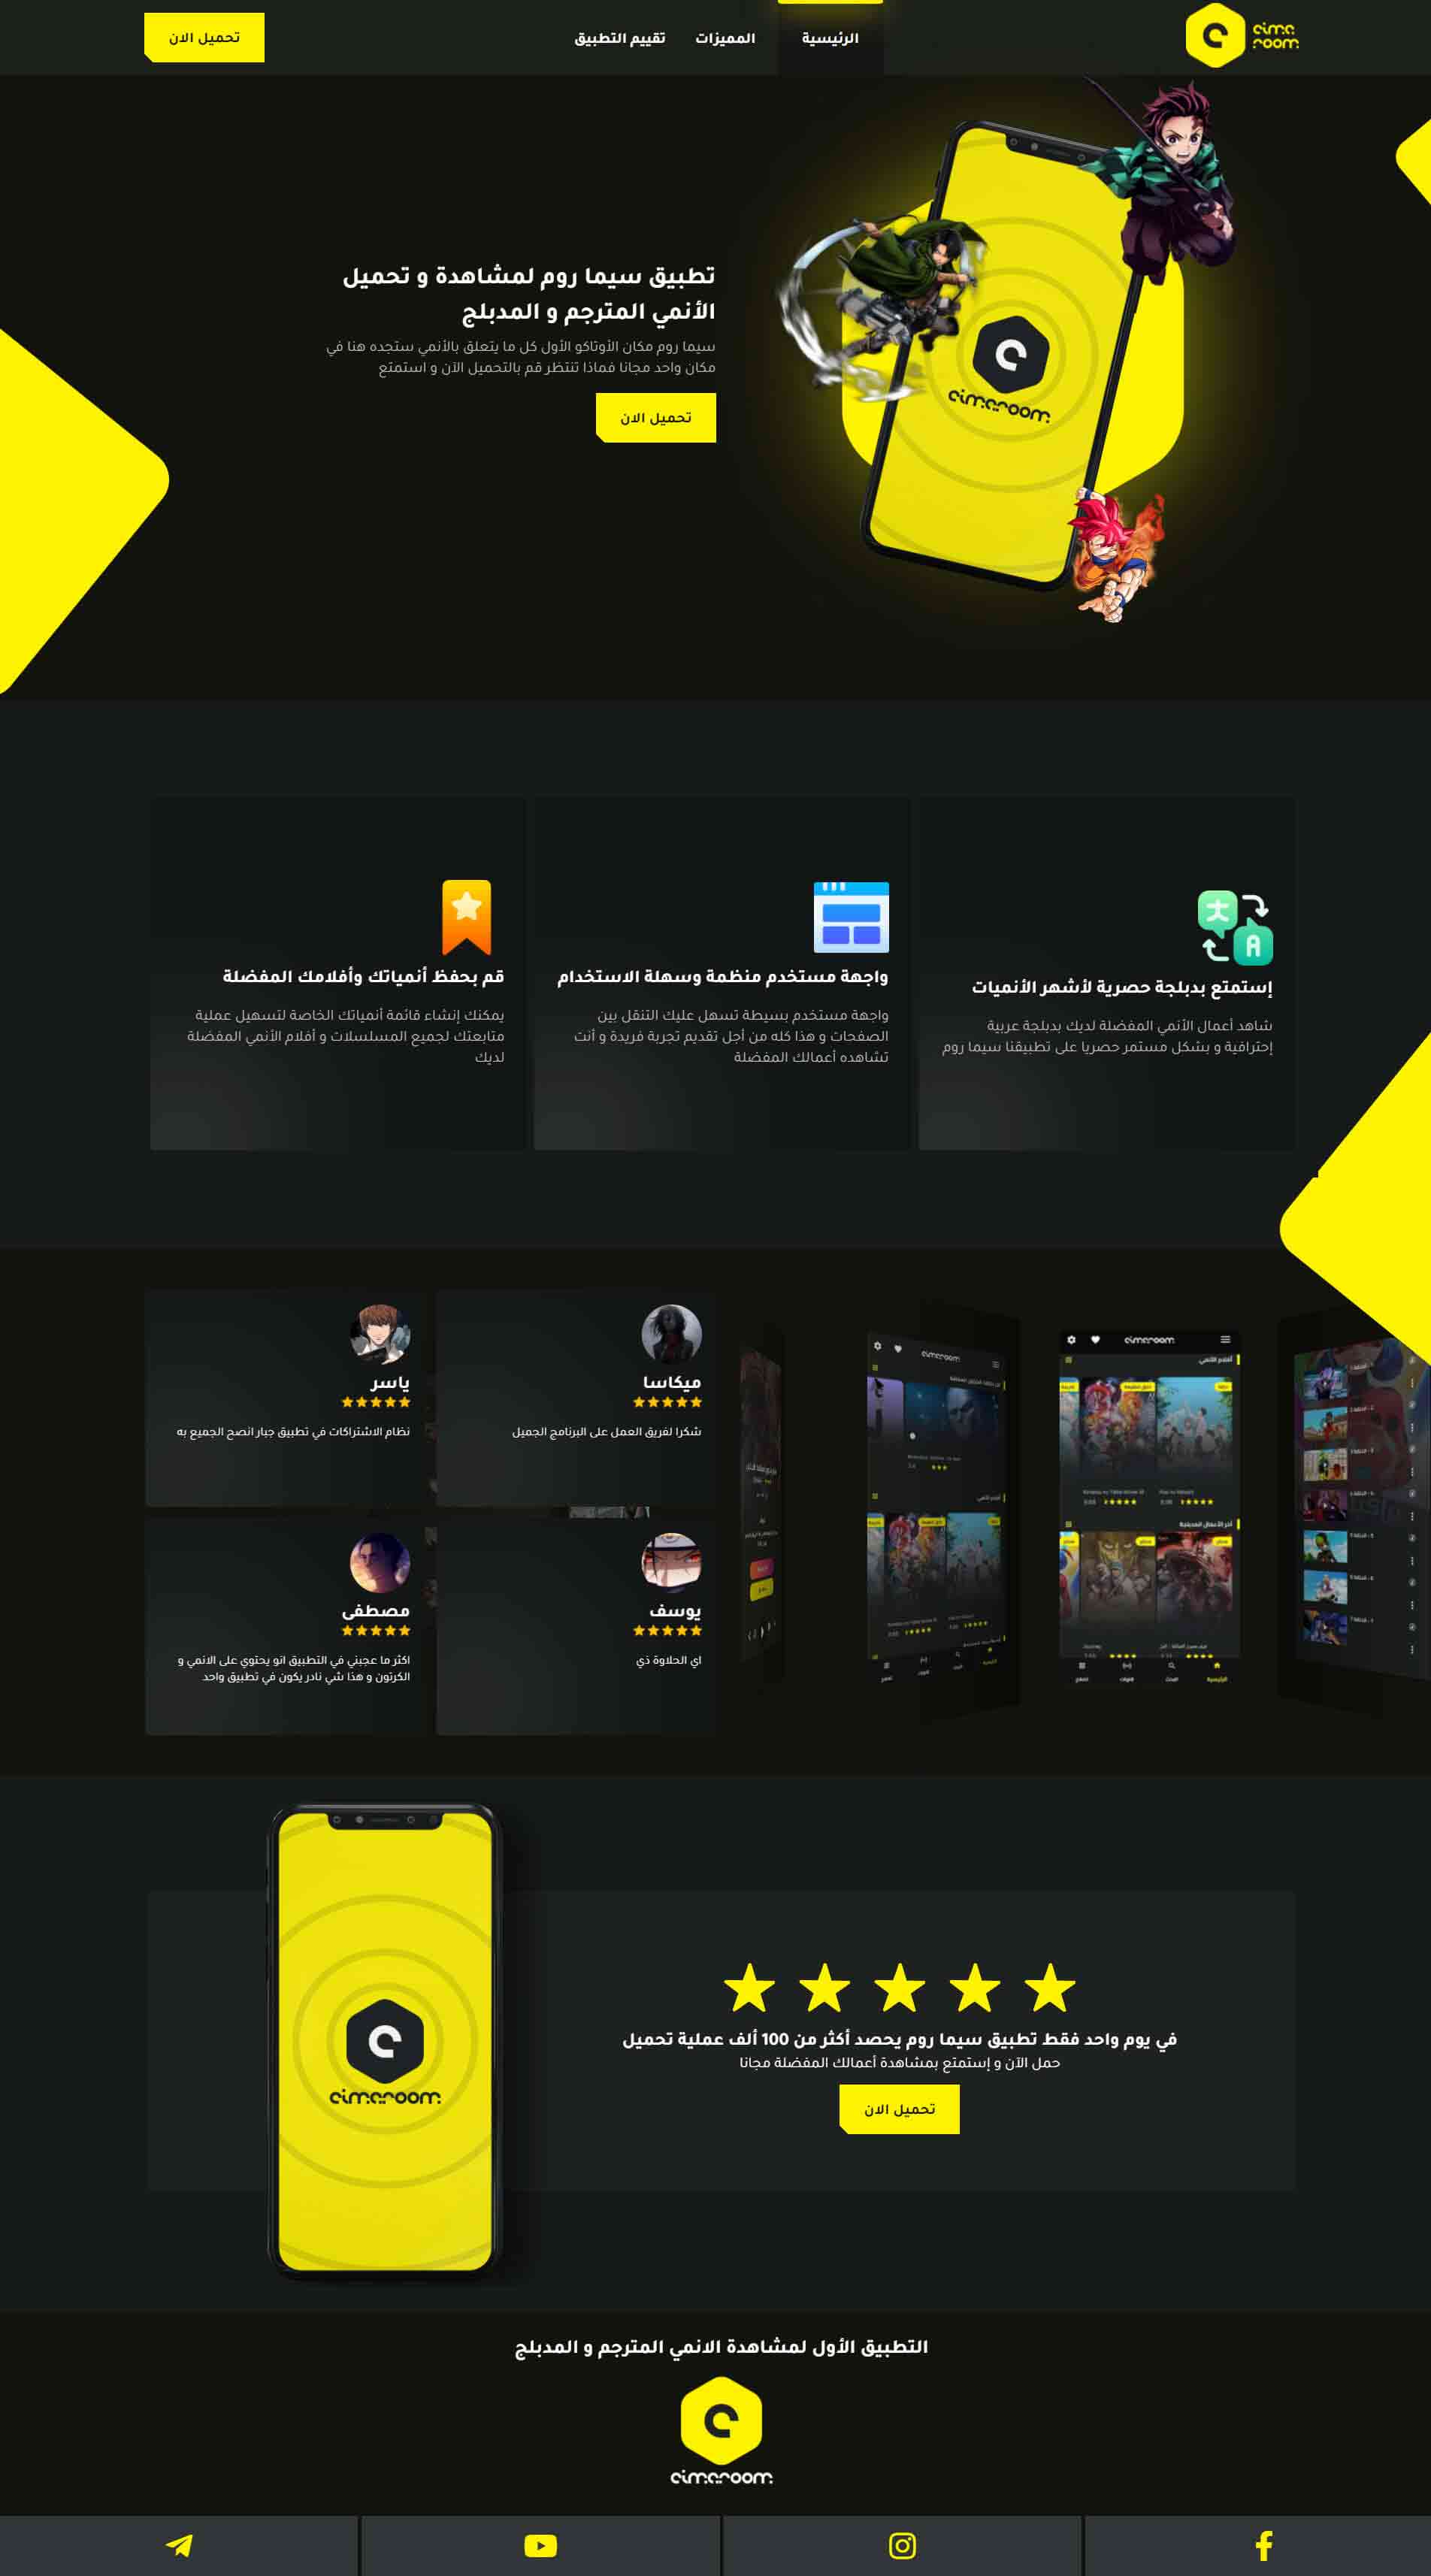 cima
room
الرئيسية
المميزات
تقييم التطبيق
تحميل الان
cimaroom
تطبيق سيما روم لمشاهدة و تحميل
الأنمي المترجم و المدبلج
سيما روم مكان الأوتاكو الأول كل ما يتعلق بالأنمي ستجده هنا في
مكان واحد مجانا فماذا تنتظر قم بالتحميل الآن و استمتع
تحميل الان
إستمتع بدبلجة حصرية لأشهر الأنميات
شاهد أعمال الأنمي المفضلة لديك بدبلجة عربية
إحترافية و بشكل مستمر حصريا على تطبيقنا سيما روم
واجهة مستخدم منظمة وسهلة الاستخدام
واجهة مستخدم بسيطة تسهل عليك التنقل بين
الصفحات و هذا كله من أجل تقديم تجربة فريدة و أنت
تشاهده أعمالك المفضلة
قم بحفظ أنمياتك وأفلامك المفضلة
يمكنك إنشاء قائمة أنمياتك الخاصة لتسهيل عملية
متابعتك لجميع المسلسلات و أفلام الأنمي المفضلة
لديك
cimaroom
أفلام الأنمي
أخر الأعمال المدبلجة
الرئيسية
البحث
cimaroom
ميكاسا
شكرا لفريق العمل على البرنامج الجميل
ياسر
نظام الاشتراكات في تطبيق جبار انصح الجميع به
يوسف
اي الحلاوة ذي
مصطفى
اكثر ما عجبني في التطبيق انو يحتوي على الانمي و
الكرتون و هذا شي نادر يكون في تطبيق واحد
في يوم واحد فقط تطبيق سيما روم يحصد أكثر من 100 ألف عملية تحميل
حمل الآن و إستمتع بمشاهدة أعمالك المفضلة مجانا
تحميل الان
cimaroom
التطبيق الأول لمشاهدة الانمي المترجم و المدبلج
cimaroom